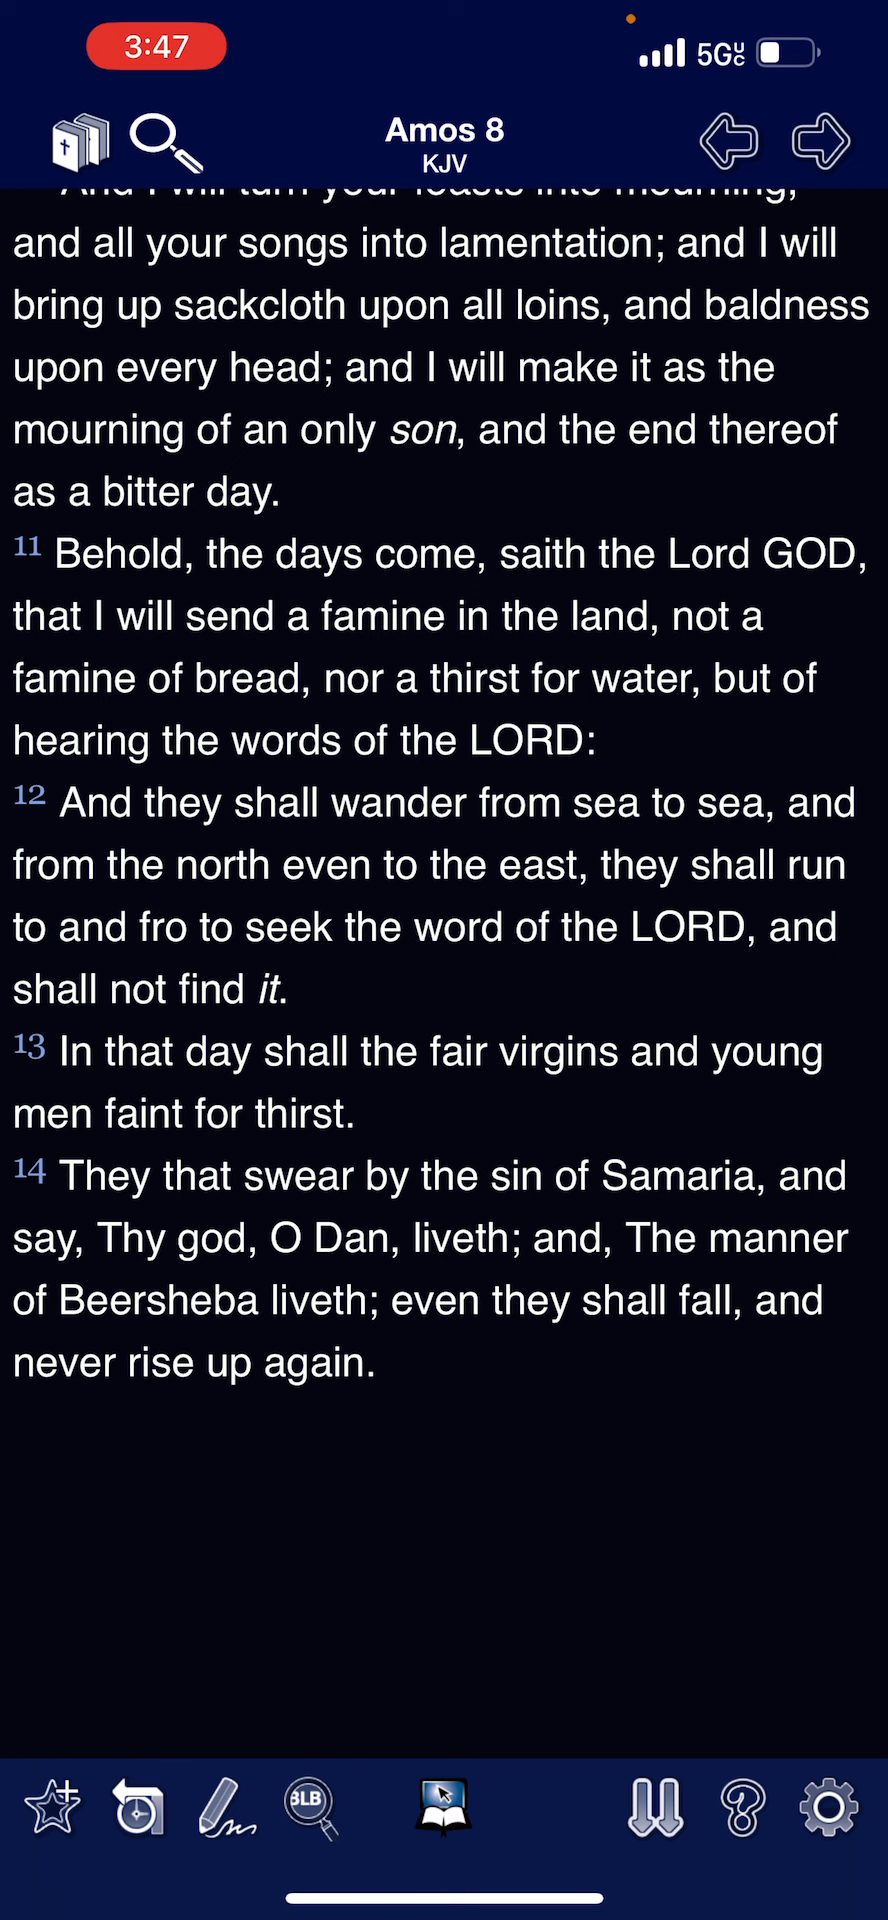 3:47
5G
Amos 8
KJV
and all your songs into lamentation; and I will
bring up sackcloth upon all loins, and baldness
upon every head; and I will make it as the
mourning of an only son, and the end thereof
as a bitter day.
11 Behold, the days come, saith the Lord GOD,
that I will send a famine in the land, not a
famine of bread, nor a thirst for water, but of
hearing the words of the LORD:
12 And they shall wander from sea to sea, and
from the north even to the east, they shall run
to and fro to seek the word of the LORD, and
shall not find it.
13 In that day shall the fair virgins and young
men faint for thirst.
14 They that swear by the sin of Samaria, and
say, Thy god, O Dan, liveth; and, The manner
of Beersheba liveth; even they shall fall, and
never rise up again.
BLB